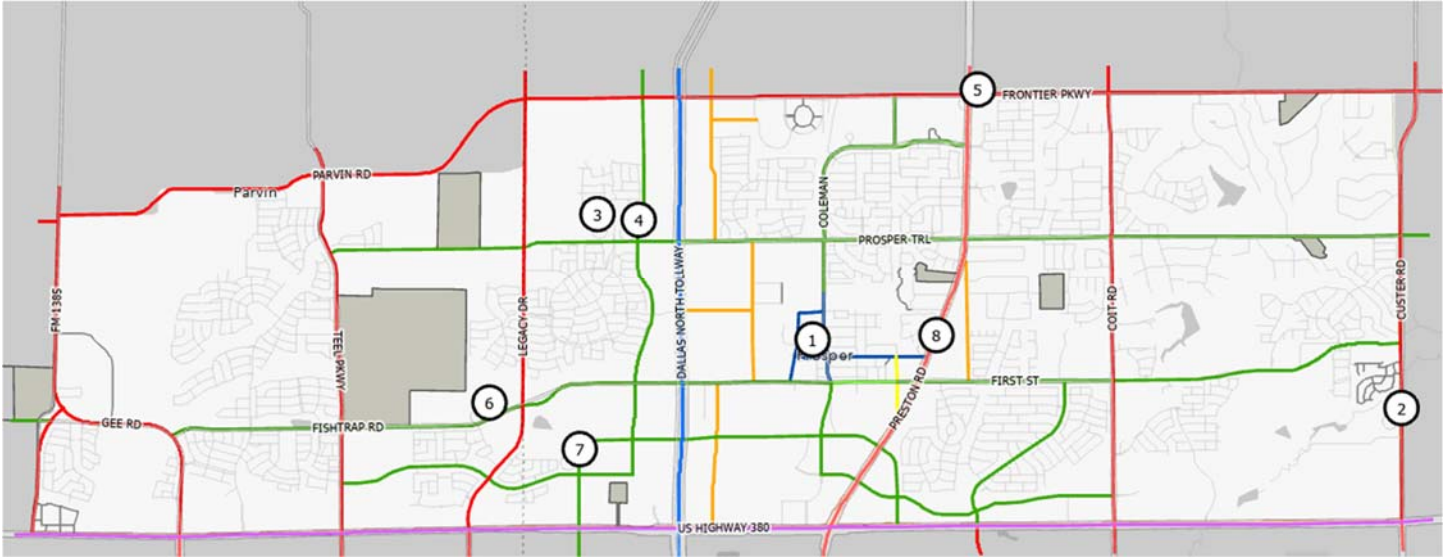 5
FRONTIER PKWY
PARVIN RD
Parvin
COLEMAN
3
4
PROSPER TRL
FM 1385
TEEL PKWY
LEGACY DR
DALLAS NORTH TOLLWAY
COIT RD
CUSTER RD
1
Prosper
8
PRESTON RD
FIRST ST
6
2
GEE RD
FISHTRAP RD
7
US HIGHWAY 380